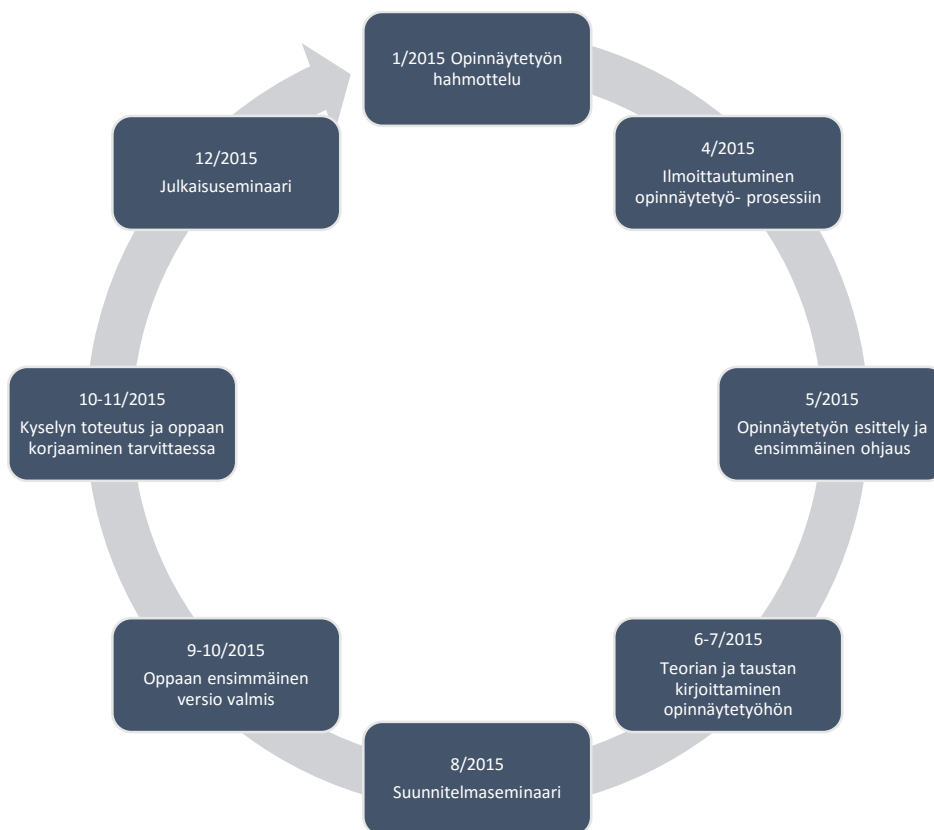 1/2015 Opinnäytetyön
hahmottelu
4/2015
Ilmoittautuminen
opinnäytetyö- prosessiin
5/2015
Opinnäytetyön esittely ja
ensimmäinen ohjaus
6-7/2015
Teorian ja taustan
kirjoittaminen
opinnäytetyöhön
8/2015
Suunnitelmaseminaari
9-10/2015
Oppaan ensimmäinen
versio valmis
10-11/2015
Kyselyn toteutus ja oppaan
korjaaminen tarvittaessa
12/2015
Julkaisuseminaari